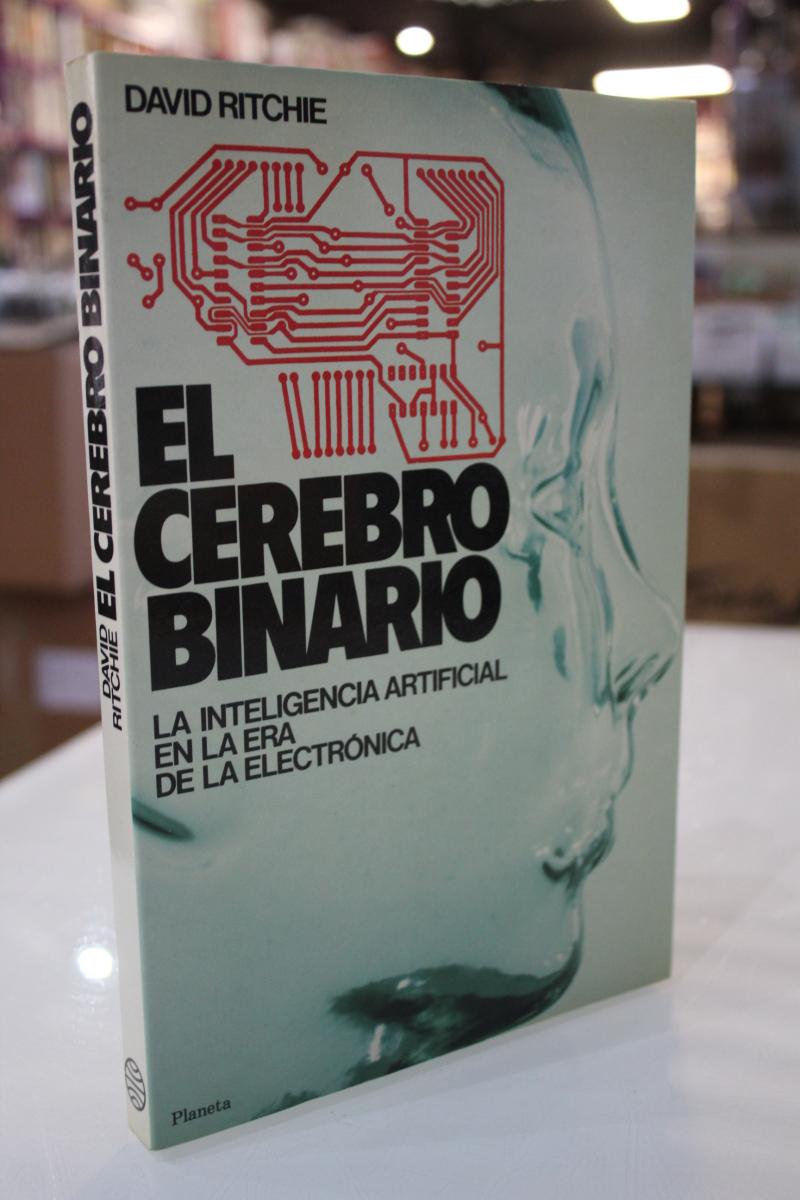 DAVID RITCHIE
EL
CEREBRO
BINARIO
LA INTELIGENCIA ARTIFICIAL
EN LA ERA
DE LA ELECTRÓNICA
Planeta
DAVID
RITCHIE
EL CEREBRO BINARIO